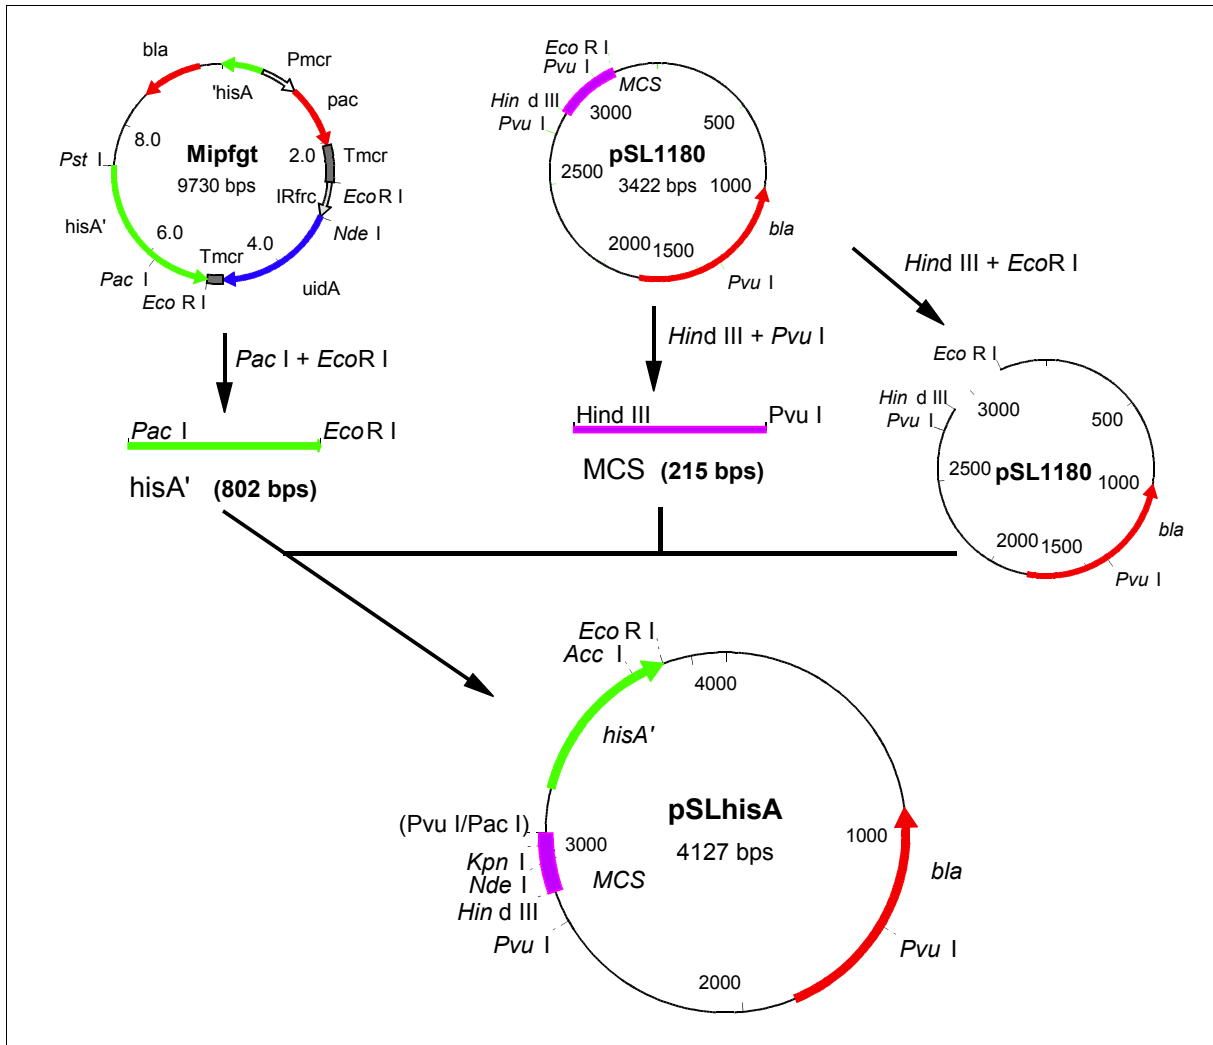 bla
Pmcr
'hisA
pac
8.0
2.0
Tmcr
Pst I
Mipfgt
9730 bps
IRfrc
EcoR I
Nde I
hisA'
6.0
Tmcr
4.0
Pac I
Eco R I
uidA
Eco R I
Pvu I
MCS
Hin d III
3000
Pvu I
500
pSL1180
2500
3422 bps
1000
bla
2000
1500
Pvu I
Hind III + EcoR I
Pac I + EcoR I
Hind III + Pvu I
Eco R I
Hin d III
3000
Pvu I
500
2500
pSL1180
1000
bla
2000
1500
Pvu I
Pac I
EcoR I
hisA' (802 bps)
Hind III
Pvu I
MCS (215 bps)
Eco R I
Acc I
4000
hisA'
(Pvu I/Pac I)
pSLhisA
3000
1000
Kpn I
4127 bps
Nde I
MCS
bla
Hin d III
Pvu I
Pvu I
2000